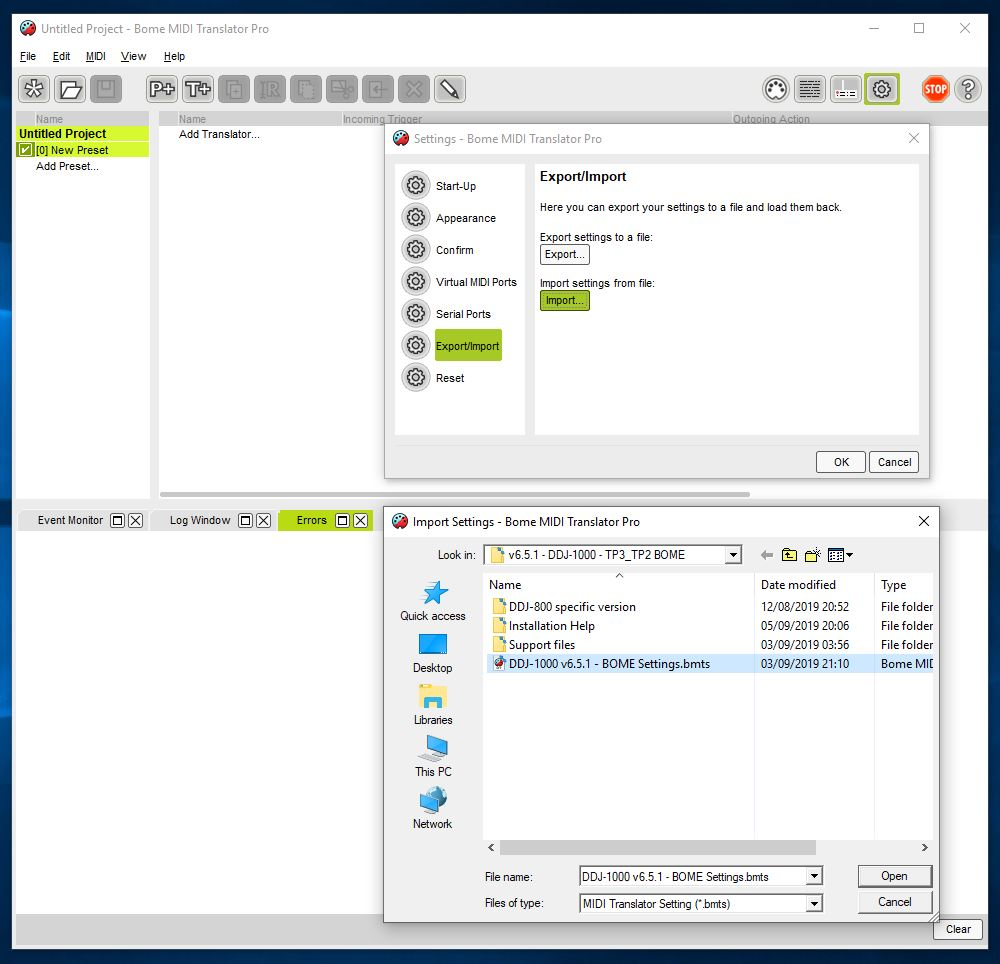 Untitled Project - Bome MIDI Translator Pro
File Edit MIDI View Help
P+ T+ IR STOP ?
Name Name Incoming Trigger Outgoing Action
Untitled Project Add Translator...
[0] New Preset
Add Preset...
Settings - Bome MIDI Translator Pro
Start-Up
Appearance
Confirm
Virtual MIDI Ports
Serial Ports
Export/Import
Reset
Export/Import
Here you can export your settings to a file and load them back.
Export settings to a file:
Export...
Import settings from file:
Import...
OK Cancel
Event Monitor Log Window Errors
Import Settings - Bome MIDI Translator Pro
Look in: v6.5.1 - DDJ-1000 - TP3_TP2 BOME
Quick access
Desktop
Libraries
This PC
Network
Name Date modified Type
DDJ-800 specific version 12/08/2019 20:52 File folder
Installation Help 05/09/2019 20:06 File folder
Support files 03/09/2019 03:56 File folder
DDJ-1000 v6.5.1 - BOME Settings.bmts 03/09/2019 21:10 Bome MID
File name: DDJ-1000 v6.5.1 - BOME Settings.bmts Open
Files of type: MIDI Translator Setting (*.bmts) Cancel
Clear